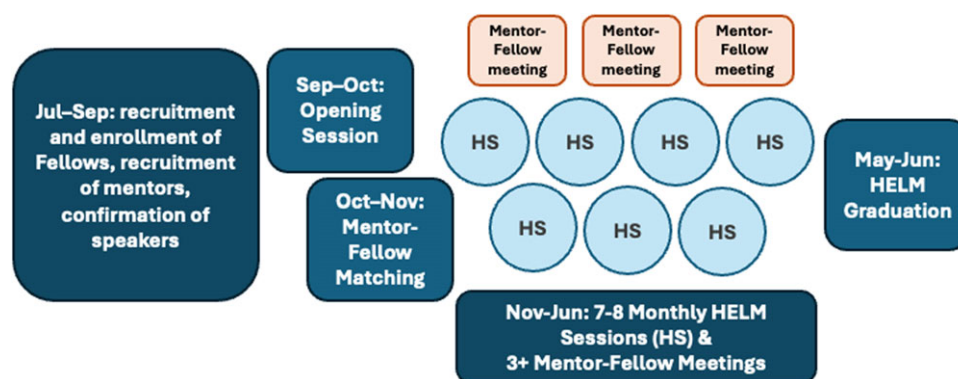 Jul–Sep: recruitment
and enrollment of
Fellows, recruitment
of mentors,
confirmation of
speakers
Sep–Oct:
Opening
Session
Oct–Nov:
Mentor-
Fellow
Matching
Mentor-
Fellow
meeting
Mentor-
Fellow
meeting
Mentor-
Fellow
meeting
HS
HS
HS
HS
HS
HS
HS
Nov-Jun: 7-8 Monthly HELM
Sessions (HS) &
3+ Mentor-Fellow Meetings
May-Jun:
HELM
Graduation